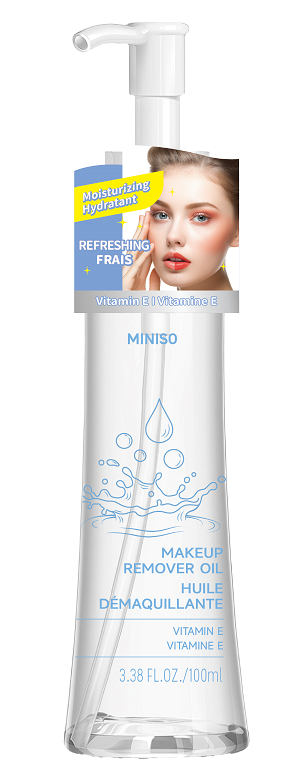 Moisturizing
Hydratant
REFRESHING
FRAIS
Vitamin E | Vitamine E
MINISO
MAKEUP
REMOVER OIL
HUILE
DÉMAQUILLANTE
VITAMIN E
VITAMINE E
3.38 FL.OZ./100ml